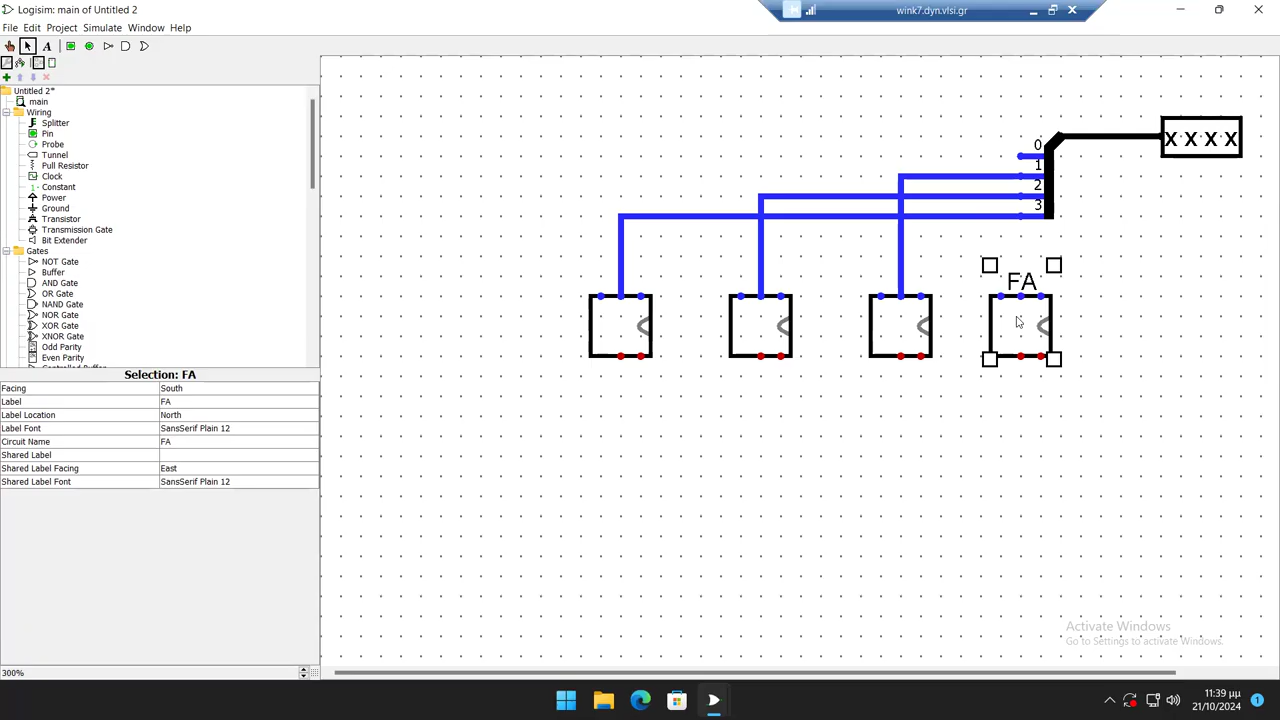 Logisim: main of Untitled 2
wink7.dyn.vlsi.gr
File Edit Project Simulate Window Help
A
Untitled 2*
main
Wiring
Splitter
Pin
Probe
Tunnel
Pull Resistor
Clock
1 Constant
Power
Ground
Transistor
Transmission Gate
Bit Extender
Gates
NOT Gate
Buffer
AND Gate
OR Gate
NAND Gate
NOR Gate
XOR Gate
XNOR Gate
Odd Parity
Even Parity
Selection: FA
Facing South
Label FA
Label Location North
Label Font SansSerif Plain 12
Circuit Name FA
Shared Label
Shared Label Facing East
Shared Label Font SansSerif Plain 12
300%
0
1
2
3
X X X X
FA
Activate Windows
Go to Settings to activate Windows.
11:39 μμ
21/10/2024
1